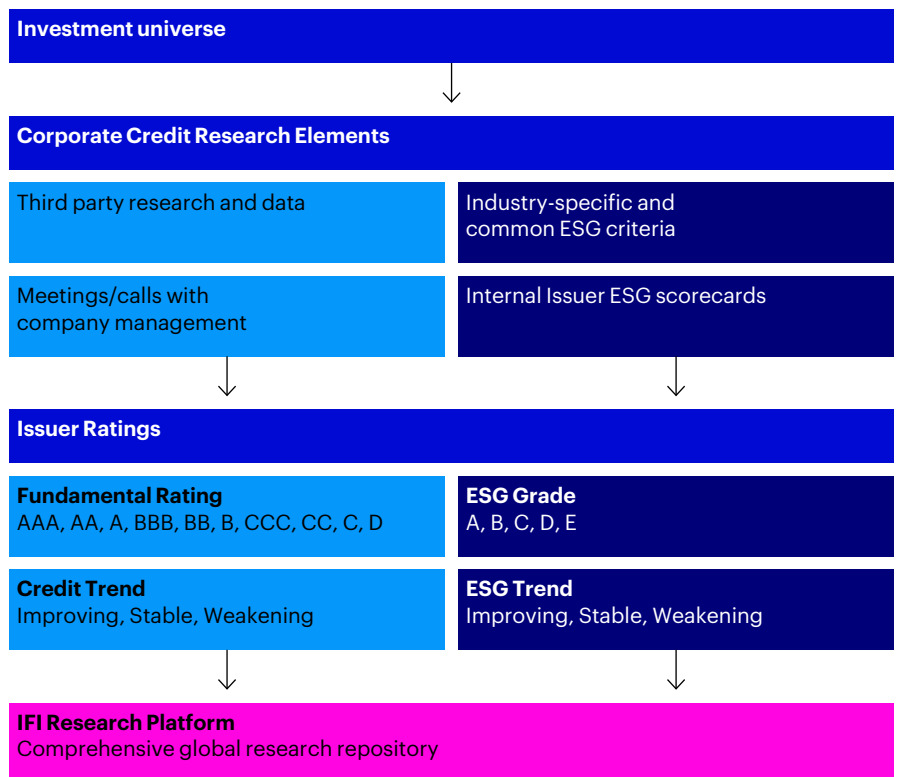 Investment universe
Corporate Credit Research Elements
Third party research and data
Industry-specific and
common ESG criteria
Meetings/calls with
company management
Internal Issuer ESG scorecards
Issuer Ratings
Fundamental Rating
AAA, AA, A, BBB, BB, B, CCC, CC, C, D
ESG Grade
A, B, C, D, E
Credit Trend
Improving, Stable, Weakening
ESG Trend
Improving, Stable, Weakening
IFI Research Platform
Comprehensive global research repository